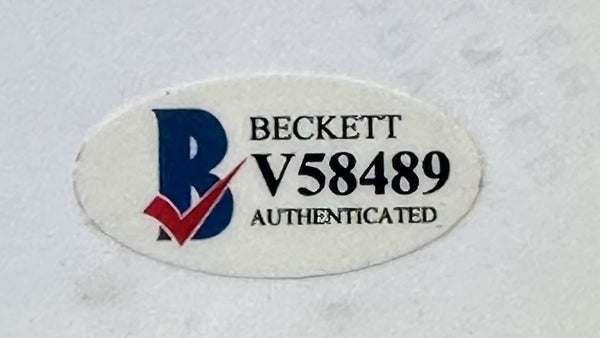 B
BECKETT
V58489
AUTHENTICATED